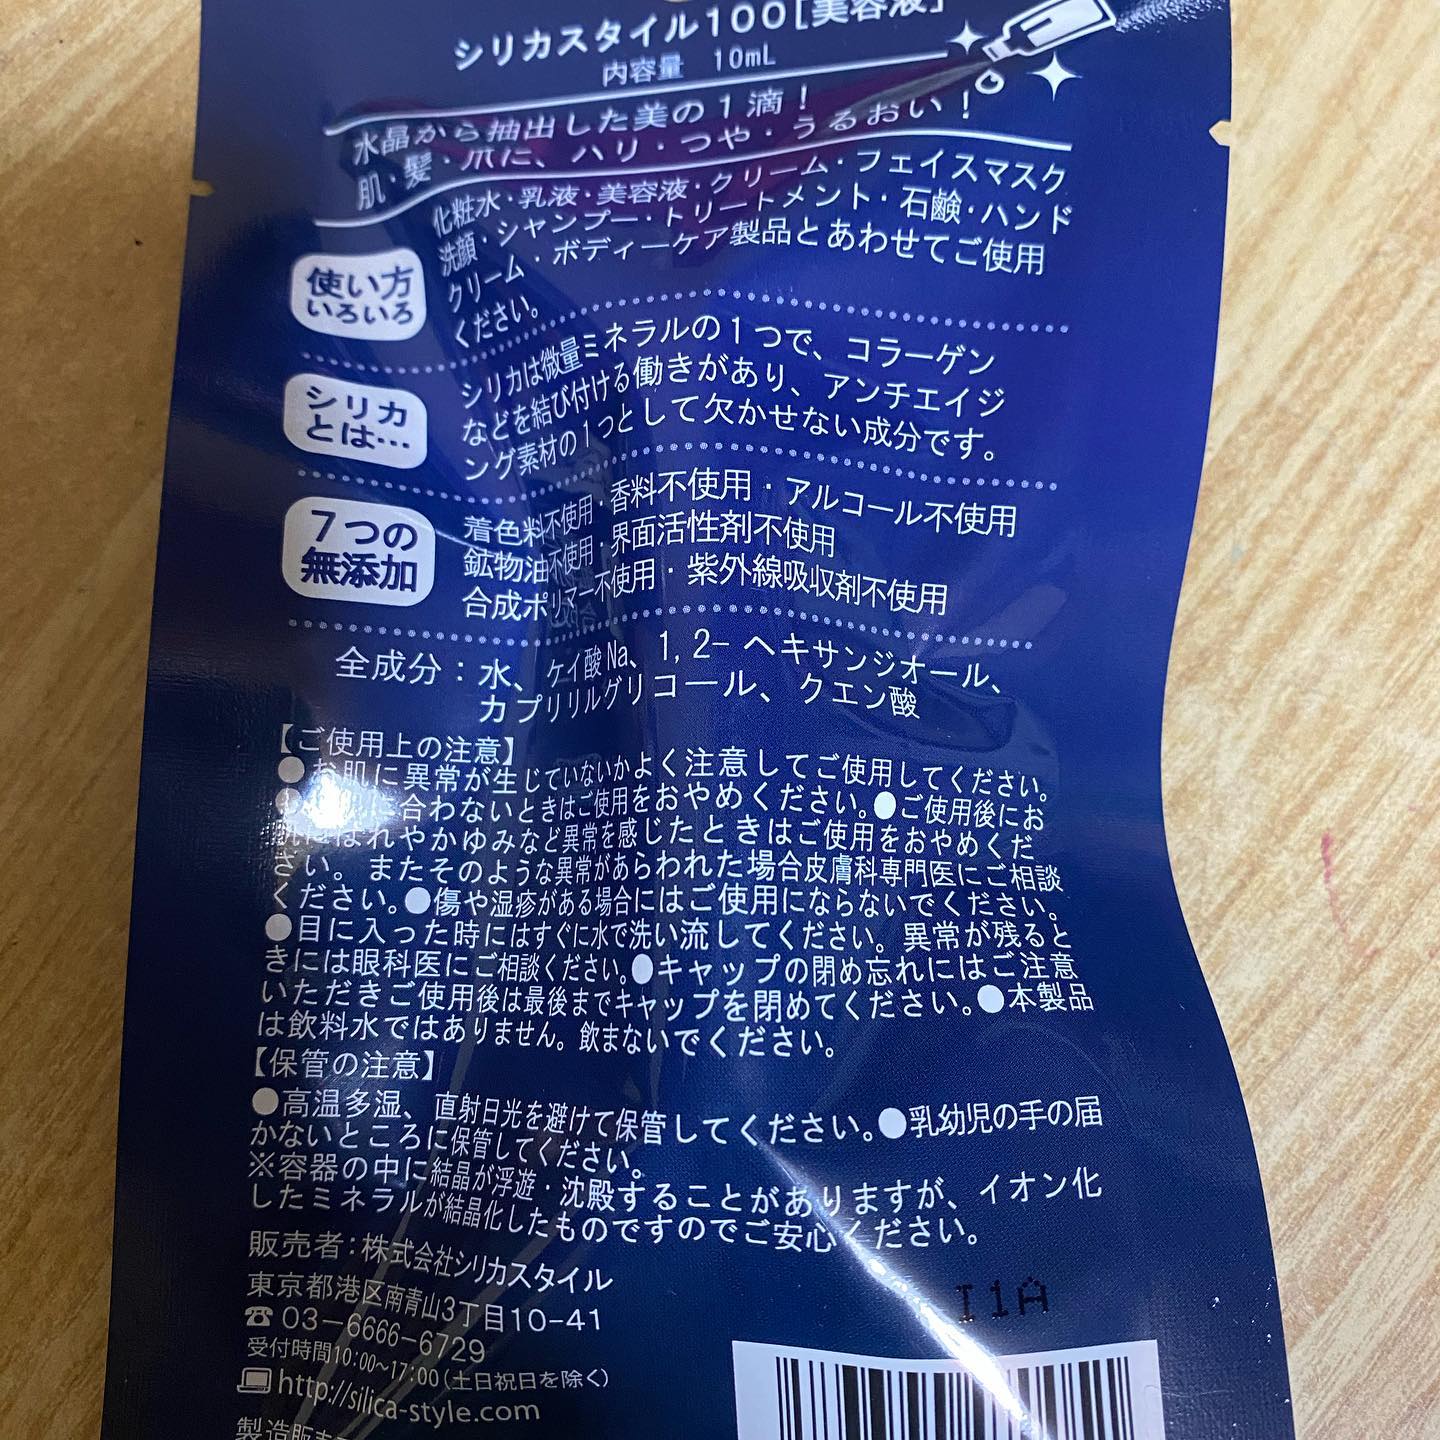 シリカスタイル100[美容液]
内容量 10mL
水晶から抽出した美の1滴!
肌・髪・爪に、ハリ・つや・うるおい!
使い方
いろいろ
化粧水・乳液・美容液・クリーム・フェイスマスク
洗顔・シャンプー・トリートメント・石鹸・ハンド
クリーム・ボディーケア製品とあわせてご使用
ください。
シリカ
とは…
シリカは微量ミネラルの1つで、コラーゲン
などを結び付ける働きがあり、アンチエイジ
ング素材の1つとして欠かせない成分です。
7つの
無添加
着色料不使用・香料不使用・アルコール不使用
鉱物油不使用・界面活性剤不使用
合成ポリマー不使用・紫外線吸収剤不使用
全成分:水、ケイ酸Na、1,2-ヘキサンジオール、
カプリリルグリコール、クエン酸
【ご使用上の注意】
●お肌に異常が生じていないかよく注意してご使用してください。
に合わないときはご使用をおやめください。●ご使用後にお
はれやかゆみなど異常を感じたときはご使用をおやめくだ
さい。またそのような異常があらわれた場合皮膚科専門医にご相談
ください。●傷や湿疹がある場合にはご使用にならないでください。
●目に入った時にはすぐに水で洗い流してください。異常が残ると
きには眼科医にご相談ください。●キャップの閉め忘れにはご注意
いただきご使用後は最後までキャップを閉めてください。●本製品
は飲料水ではありません。飲まないでください。
【保管の注意】
●高温多湿、直射日光を避けて保管してください。●乳幼児の手の届
かないところに保管してください。
※容器の中に結晶が浮遊・沈殿することがありますが、イオン化
したミネラルが結晶化したものですのでご安心ください。
販売者:株式会社シリカスタイル
東京都港区南青山3丁目10-41
☎03-6666-6729
受付時間10:00~17:00(土日祝日を除く)
http://silica-style.com
I1A